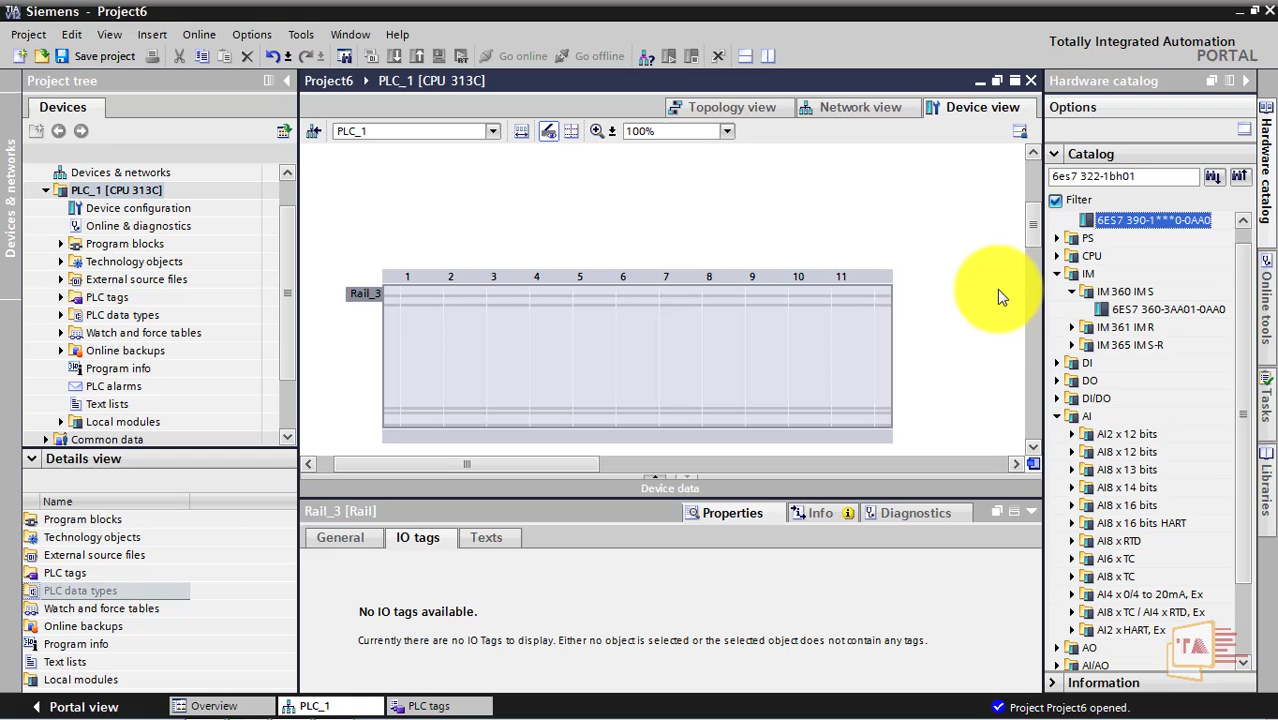 TIA
V12
Siemens - Project6
Project Edit View Insert Online Options Tools Window Help
Totally Integrated Automation
PORTAL
Save project
Go online
Go offline
Project tree
Project6 PLC_1 [CPU 313C]
Hardware catalog
Devices
Topology view
Network view
Device view
Options
PLC_1
100%
Catalog
6es7 322-1bh01
Filter
Devices & networks
Devices & networks
PLC_1 [CPU 313C]
Device configuration
Online & diagnostics
Program blocks
Technology objects
External source files
PLC tags
PLC data types
Watch and force tables
Online backups
Program info
PLC alarms
Text lists
Local modules
Common data
1 2 3 4 5 6 7 8 9 10 11
Rail_3
6ES7 390-1***0-0AA0
PS
CPU
IM
IM 360 IM S
6ES7 360-3AA01-0AA0
IM 361 IM R
IM 365 IM S-R
DI
DO
DI/DO
AI
AI2 x 12 bits
AI8 x 12 bits
AI8 x 13 bits
AI8 x 14 bits
AI8 x 16 bits
AI8 x 16 bits HART
AI8 x RTD
AI6 x TC
AI8 x TC
AI4 x 0/4 to 20mA, Ex
AI8 x TC / AI4 x RTD, Ex
AI2 x HART, Ex
AO
AI/AO
Information
Hardware catalog
Online tools
Tasks
Libraries
Details view
Name
Program blocks
Technology objects
External source files
PLC tags
PLC data types
Watch and force tables
Online backups
Program info
Text lists
Local modules
Device data
Rail_3 [Rail]
Properties
Info
Diagnostics
General
IO tags
Texts
No IO tags available.
Currently there are no IO Tags to display. Either no object is selected or the selected object does not contain any tags.
TA
Portal view
Overview
PLC_1
PLC tags
Project Project6 opened.